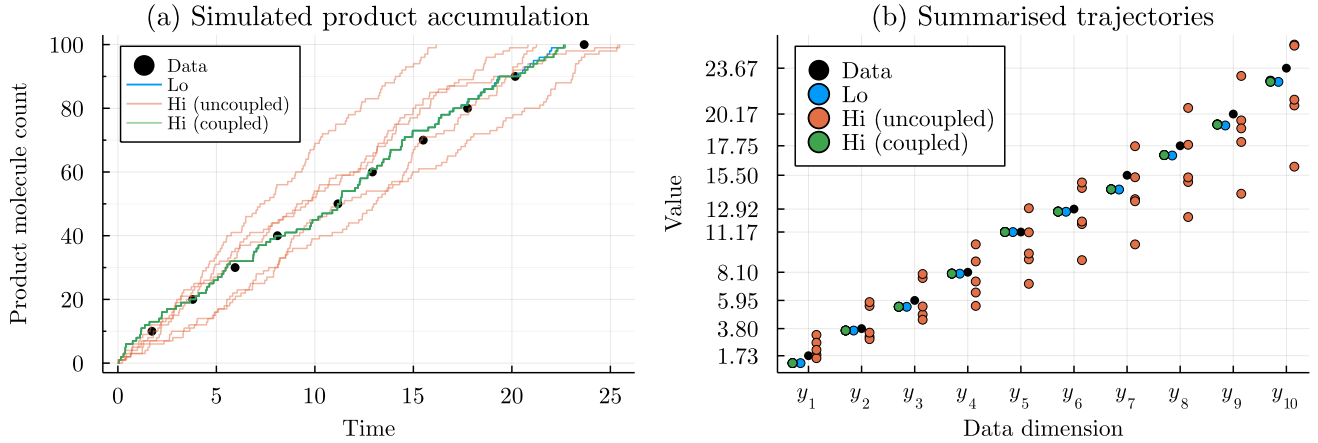 (a) Simulated product accumulation
100
80
60
40
20
0
Product molecule count
Data
Lo
Hi (uncoupled)
Hi (coupled)
0 5 10 15 20 25
Time
(b) Summarised trajectories
23.67
20.17
17.75
15.50
12.92
11.17
8.10
5.95
3.80
1.73
Value
Data
Lo
Hi (uncoupled)
Hi (coupled)
y₁ y₂ y₃ y₄ y₅ y₆ y₇ y₈ y₉ y₁₀
Data dimension